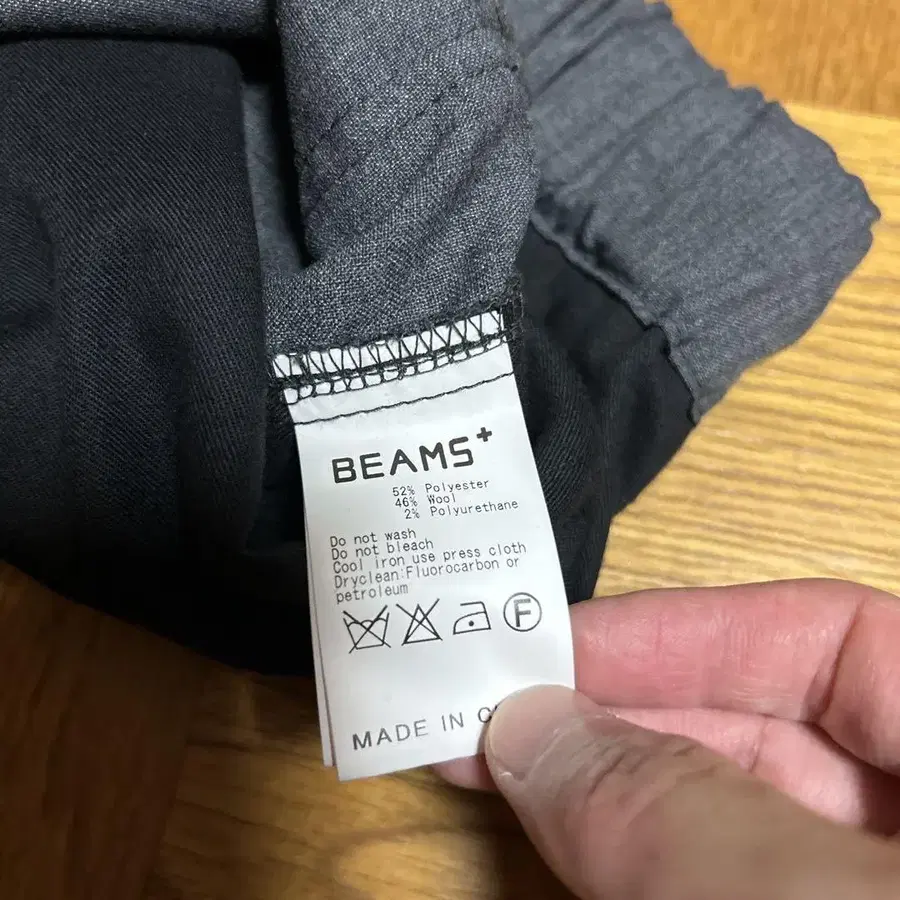 BEAMS+
52% Polyester
46% Wool
2% Polyurethane
Do not wash
Do not bleach
Cool iron use press cloth
Dryclean:Fluorocarbon or
petroleum
F
MADE IN